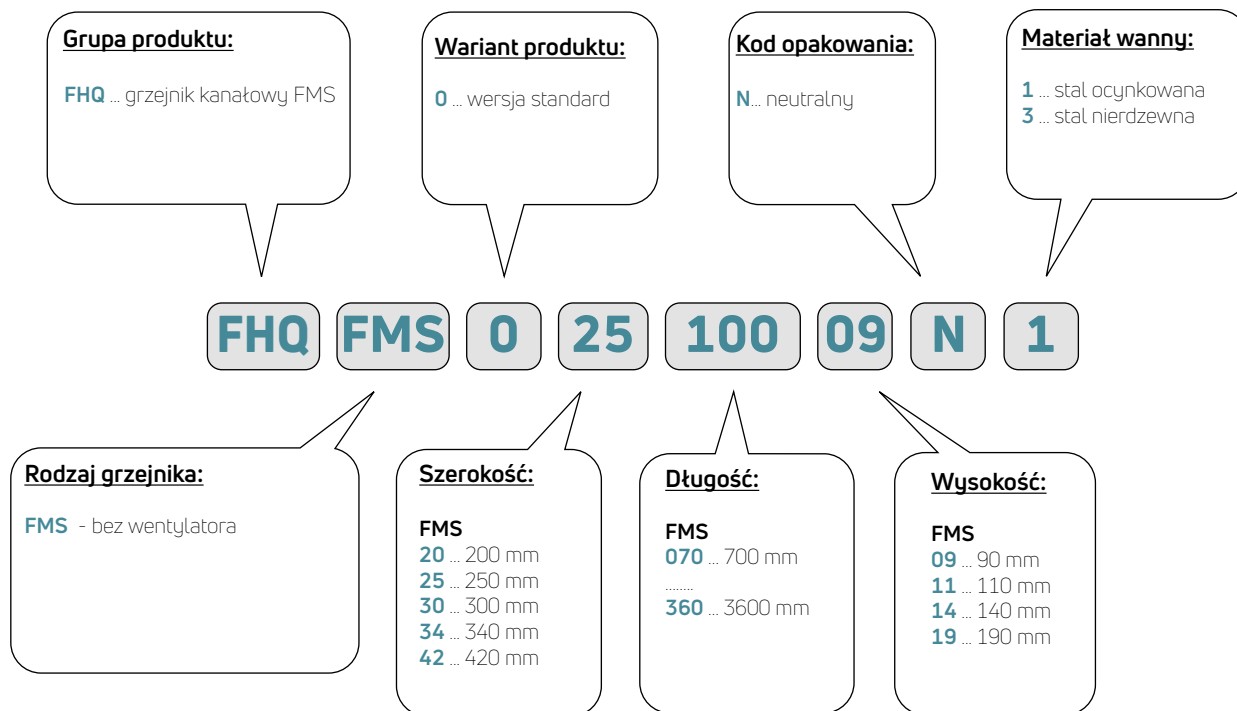 Grupa produktu:
FHQ ... grzejnik kanałowy FMS
Wariant produktu:
0 ... wersja standard
Kod opakowania:
N... neutralny
Materiał wanny:
1 ... stal ocynkowana
3 ... stal nierdzewna
FHQ FMS 0 25 100 09 N 1
Rodzaj grzejnika:
FMS - bez wentylatora
Szerokość:
FMS
20 ... 200 mm
25 ... 250 mm
30 ... 300 mm
34 ... 340 mm
42 ... 420 mm
Długość:
FMS
070 ... 700 mm
........
360 ... 3600 mm
Wysokość:
FMS
09 ... 90 mm
11 ... 110 mm
14 ... 140 mm
19 ... 190 mm